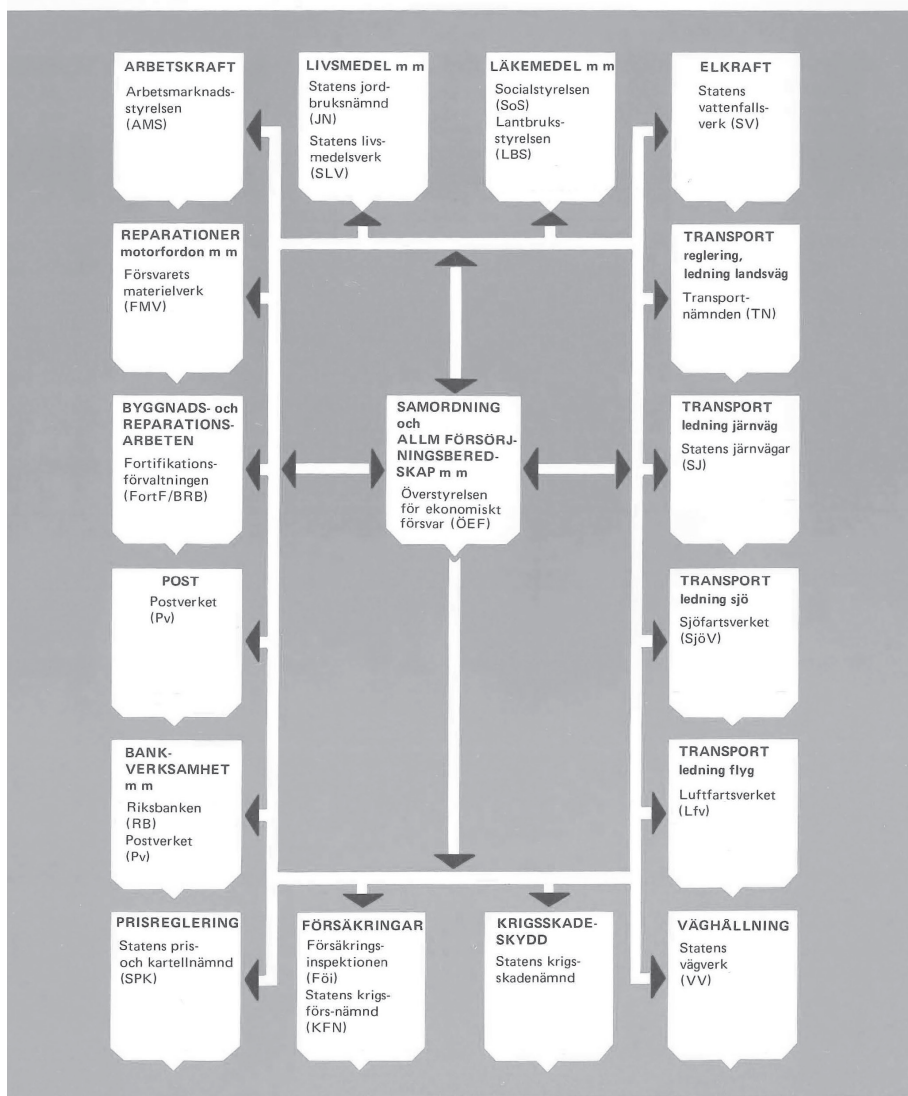 ARBETSKRAFT
Arbetsmarknads-
styrelsen
(AMS)
LIVSMEDEL m m
Statens jord-
bruksnämnd
(JN)
Statens livs-
medelsverk
(SLV)
LÄKEMEDEL m m
Socialstyrelsen
(SoS)
Lantbruks-
styrelsen
(LBS)
ELKRAFT
Statens
vattenfalls-
verk (SV)
REPARATIONER
motorfordon m m
Försvarets
materielverk
(FMV)
TRANSPORT
reglering,
ledning landsväg
Transport-
nämnden (TN)
BYGGNADS- och
REPARATIONS-
ARBETEN
Fortifikations-
förvaltningen
(FortF/BRB)
SAMORDNING
och
ALLM FÖRSÖRJ-
NINGSBERED-
SKAP m m
Överstyrelsen
för ekonomiskt
försvar (ÖEF)
TRANSPORT
ledning järnväg
Statens järnvägar
(SJ)
POST
Postverket
(Pv)
TRANSPORT
ledning sjö
Sjöfartsverket
(SjöV)
BANK-
VERKSAMHET
m m
Riksbanken
(RB)
Postverket
(Pv)
TRANSPORT
ledning flyg
Luftfartsverket
(Lfv)
PRISREGLERING
Statens pris-
och kartellnämnd
(SPK)
FÖRSÄKRINGAR
Försäkrings-
inspektionen
(Föi)
Statens krigs-
förs-nämnd
(KFN)
KRIGSSKADE-
SKYDD
Statens krigs-
skadenämnd
VÄGHÅLLNING
Statens
vägverk
(VV)